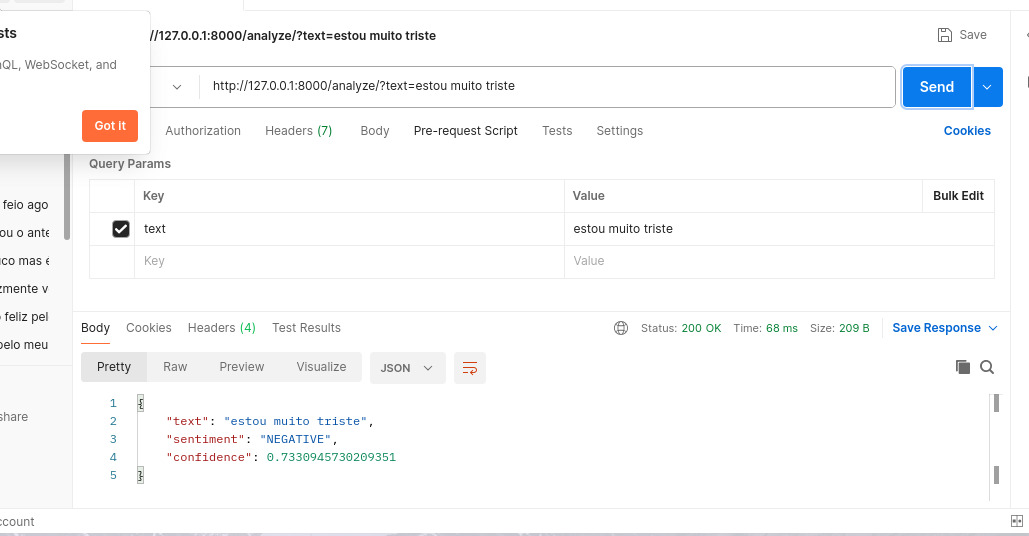 sts
//127.0.0.1:8000/analyze/?text=estou muito triste
Save
QL, WebSocket, and
http://127.0.0.1:8000/analyze/?text=estou muito triste
Send
Got it
Authorization
Headers (7)
Body
Pre-request Script
Tests
Settings
Cookies
Query Params
Key
Value
Bulk Edit
text
estou muito triste
Key
Value
feio ago
ou o ante
co mas e
zmente v
feliz pel
pelo meu
share
Body
Cookies
Headers (4)
Test Results
Status: 200 OK
Time: 68 ms
Size: 209 B
Save Response
Pretty
Raw
Preview
Visualize
JSON
1 {
2 "text": "estou muito triste",
3 "sentiment": "NEGATIVE",
4 "confidence": 0.7330945730209351
5 }
ccount